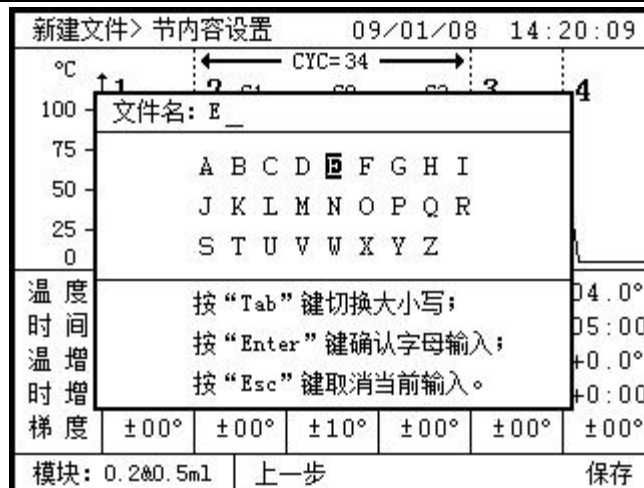 新建文件> 节内容设置 09/01/08 14:20:09
°C
CYC=34
1 2 3 4
100
75
50
25
0
文件名: E_
A B C D E F G H I
J K L M N O P Q R
S T U V W X Y Z
按“Tab”键切换大小写;
按“Enter”键确认字母输入;
按“Esc”键取消当前输入。
温度 04.0°
时间 05:00
温增 +0.0°
时增 +0:00
梯度 ±00° ±00° ±10° ±00° ±00° ±00°
模块: 0.2&0.5ml 上一步 保存